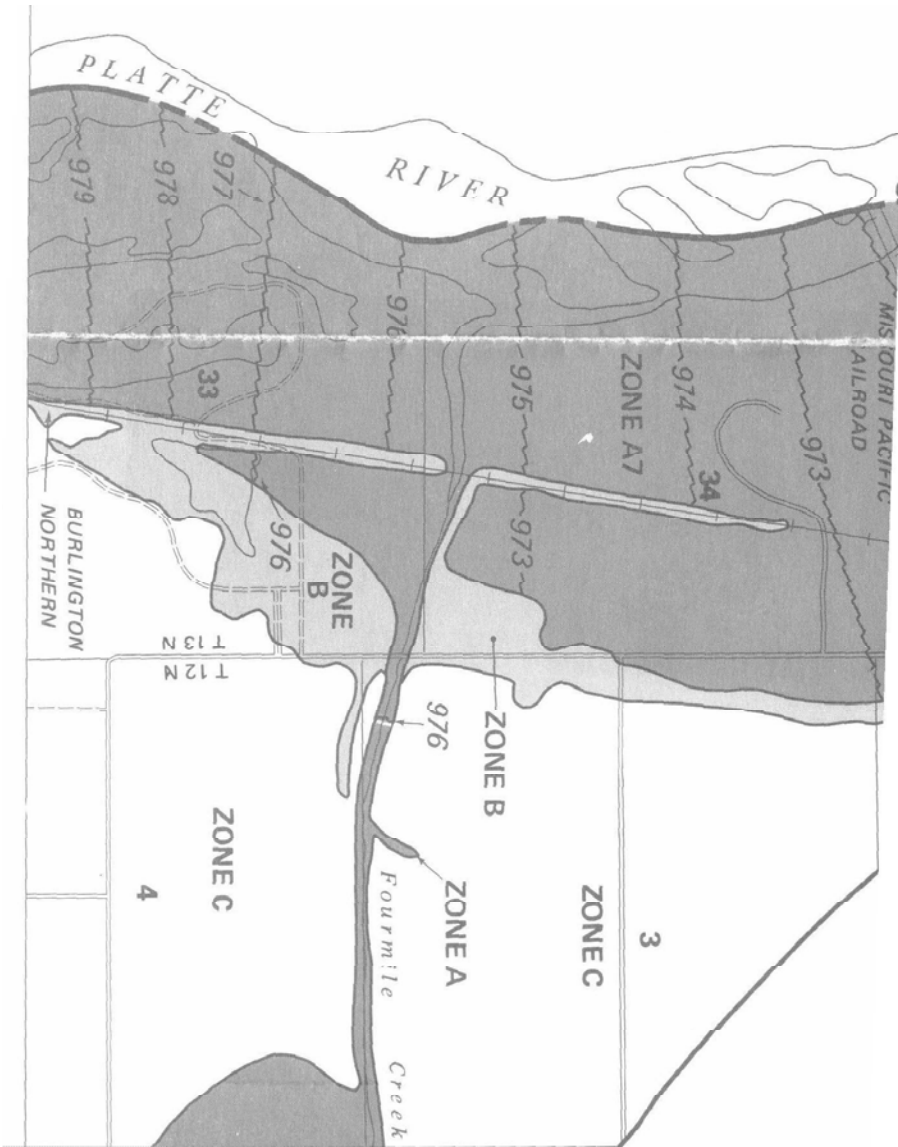 PLATTE
RIVER
979
978
977
976
975
974
973
MISSOURI PACIFIC
AILROAD
ZONE A7
33
34
973
976
BURLINGTON
NORTHERN
ZONE
B
T13N
T12N
976
ZONE B
ZONE C
4
ZONE A
ZONE C
3
Fourmile
Creek